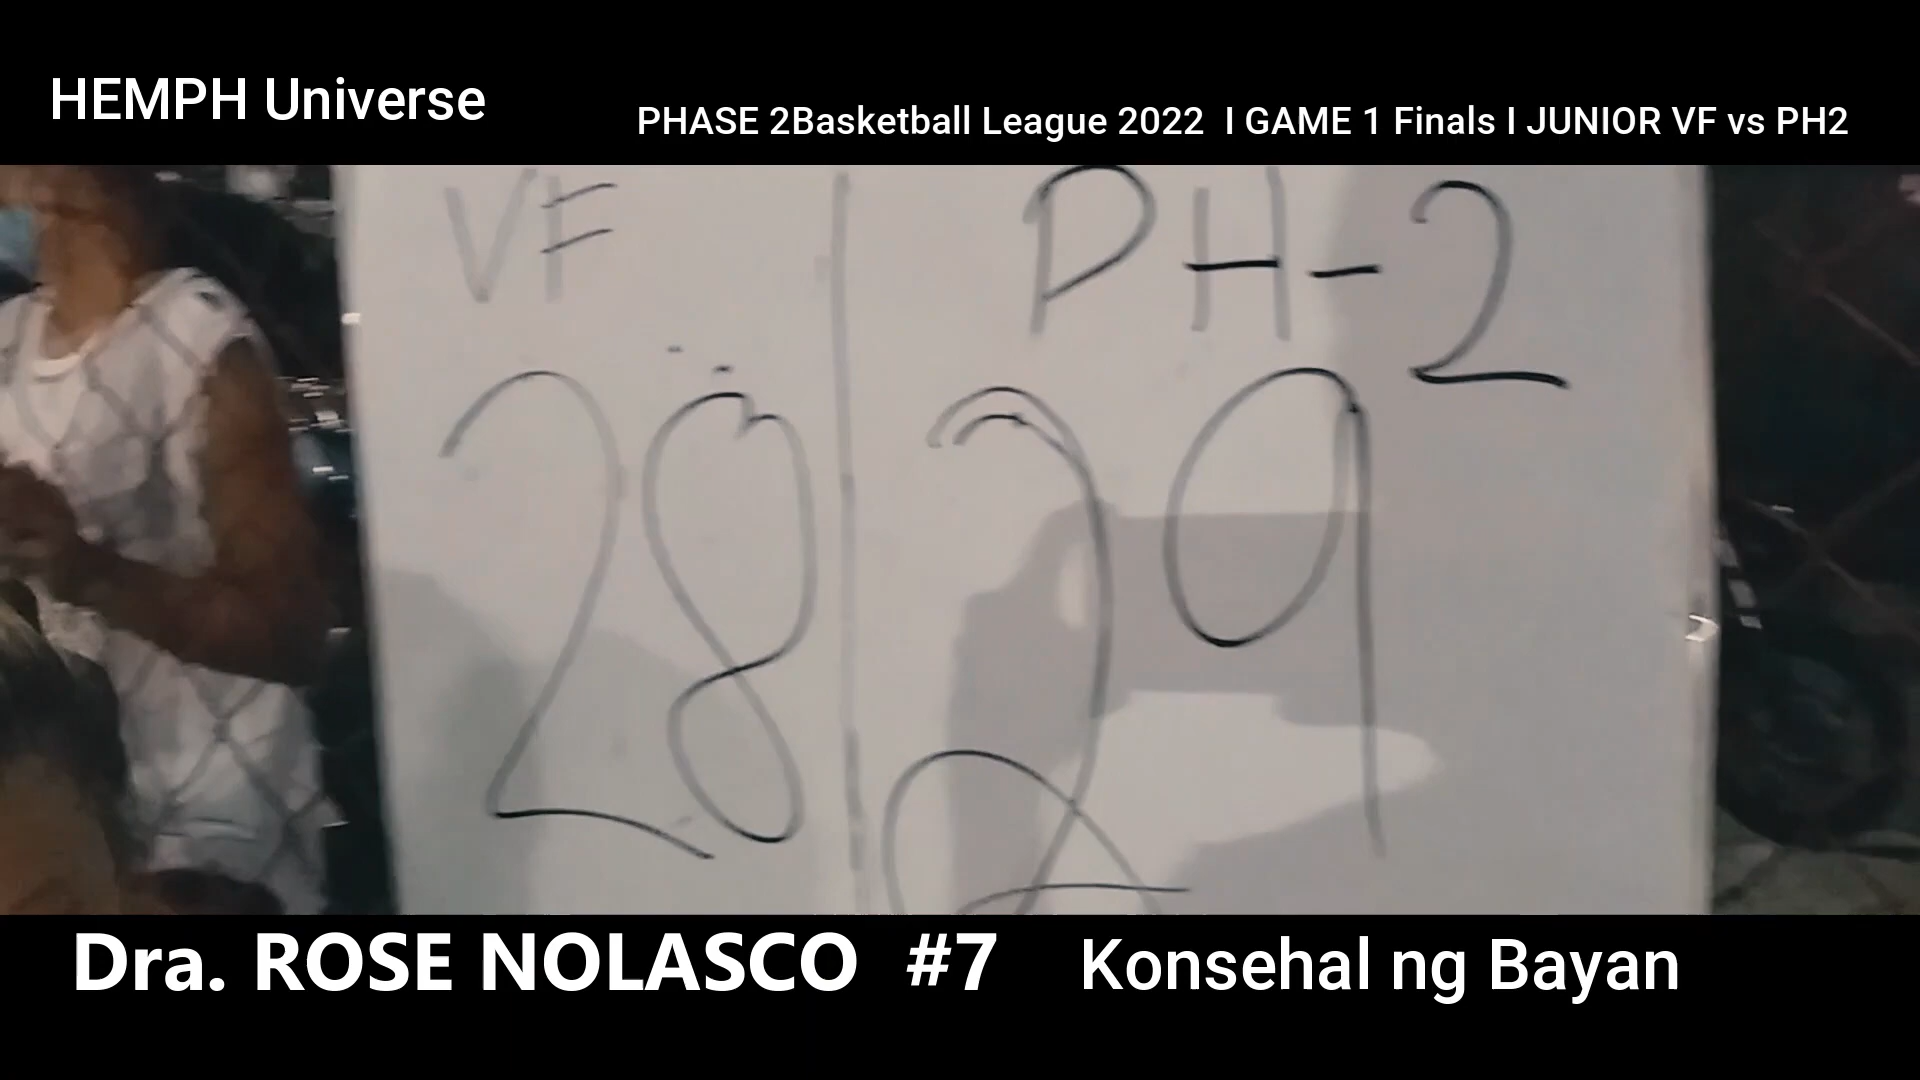 HEMPH Universe
PHASE 2Basketball League 2022 I GAME 1 Finals I JUNIOR VF vs PH2
VF PH-2
28 29
Dra. ROSE NOLASCO #7 Konsehal ng Bayan